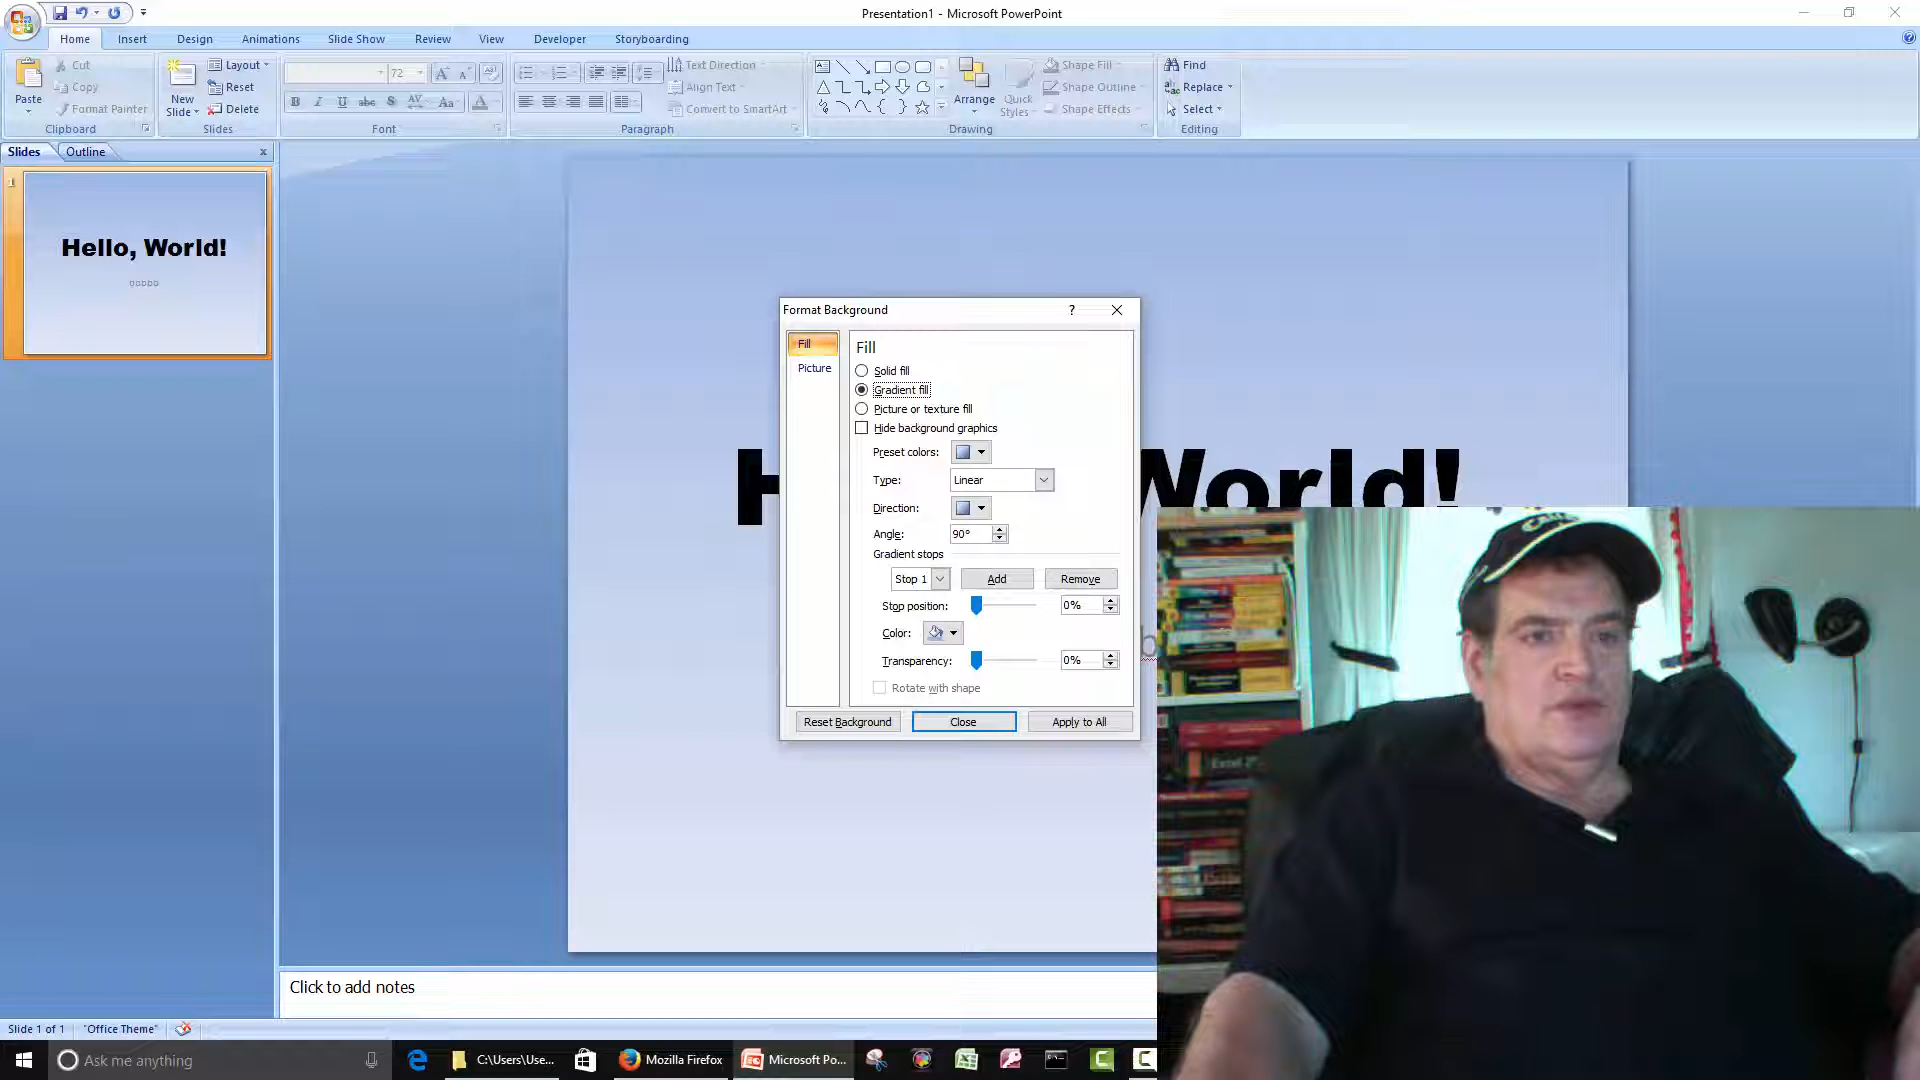 Presentation1 - Microsoft PowerPoint
Home Insert Design Animations Slide Show Review View Developer Storyboarding
Paste
Cut
Copy
Format Painter
Clipboard
New Slide
Layout
Reset
Delete
Slides
72
B I U abc S AV Aa A
Font
Text Direction
Align Text
Convert to SmartArt
Paragraph
Arrange
Quick Styles
Shape Fill
Shape Outline
Shape Effects
Drawing
Find
Replace
Select
Editing
Slides Outline x
1
Hello, World!
Format Background ?
Fill
Picture
Fill
Solid fill
Gradient fill
Picture or texture fill
Hide background graphics
Preset colors:
Type: Linear
Direction:
Angle: 90°
Gradient stops
Stop 1 Add Remove
Stop position: 0%
Color:
Transparency: 0%
Rotate with shape
Reset Background Close Apply to All
H World!
Click to add notes
Slide 1 of 1 "Office Theme"
Ask me anything C:\Users\Use... Mozilla Firefox Microsoft Po...